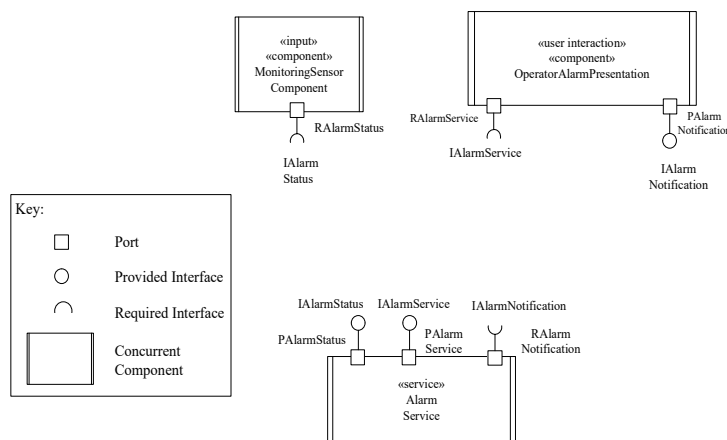 «input»
«component»
MonitoringSensor
Component
RAlarmStatus
IAlarm
Status
«user interaction»
«component»
OperatorAlarmPresentation
RAlarmService
IAlarmService
PAlarm
Notification
IAlarm
Notification
Key:
Port
Provided Interface
Required Interface
Concurrent
Component
IAlarmStatus
IAlarmService
IAlarmNotification
PAlarmStatus
PAlarm
Service
RAlarm
Notification
«service»
Alarm
Service